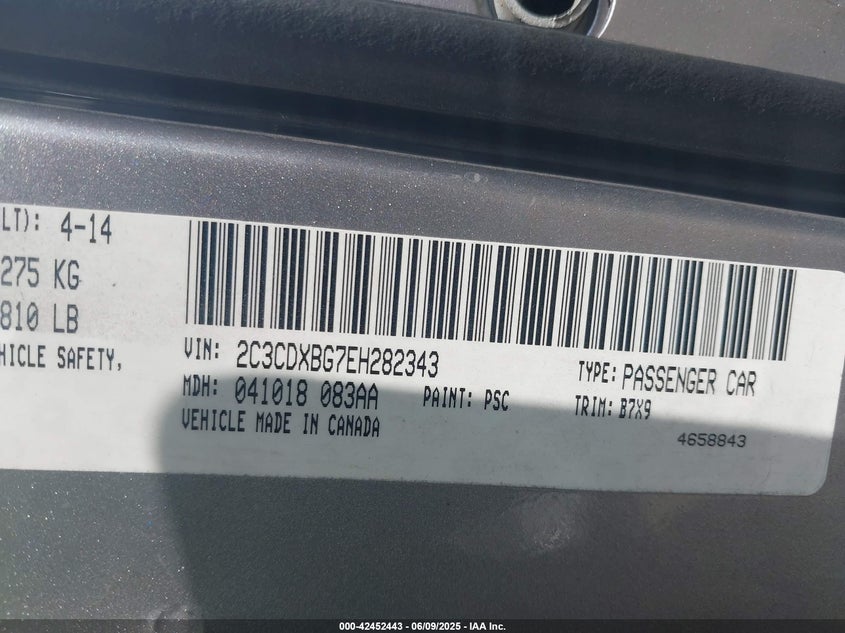 LT): 4-14
275 KG
810 LB
HICLE SAFETY,
VIN: 2C3CDXBG7EH282343
TYPE: PASSENGER CAR
MDH: 041018 083AA
PAINT: PSC
TRIM: B7X9
VEHICLE MADE IN CANADA
4658843
000-42452443 - 06/09/2025 - IAA Inc.